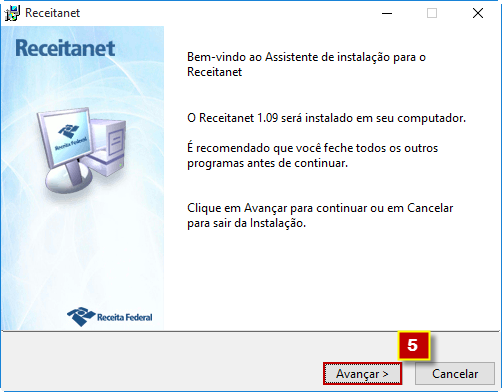 Receitanet
Receitanet
Bem-vindo ao Assistente de instalação para o
Receitanet
O Receitanet 1.09 será instalado em seu computador.
É recomendado que você feche todos os outros
programas antes de continuar.
Clique em Avançar para continuar ou em Cancelar
para sair da Instalação.
Receita Federal
Receita Federal
5
Avançar >
Cancelar